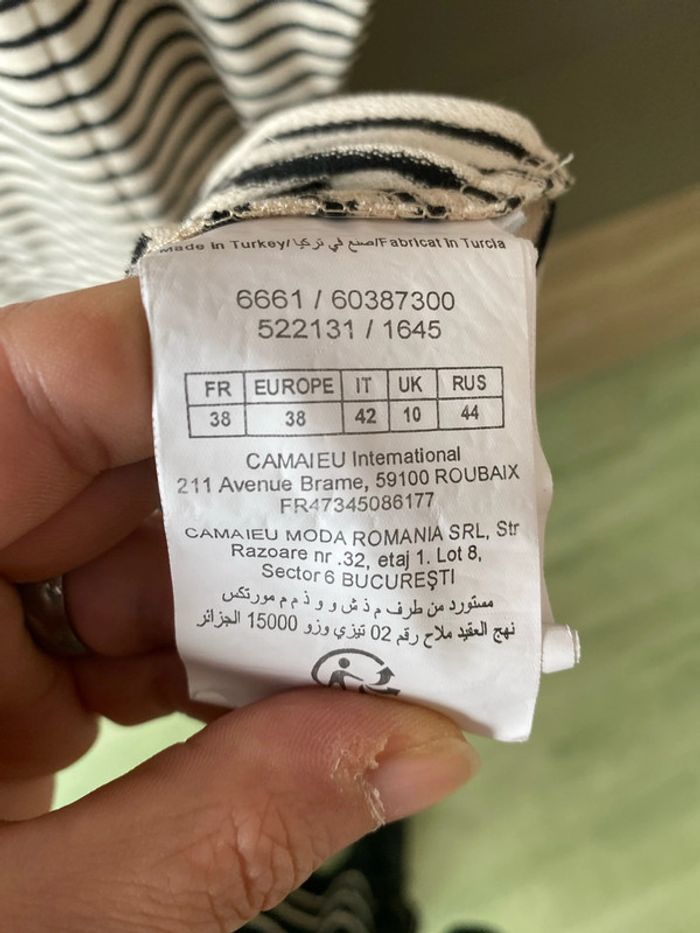 Made In Turkey/صنع في تركيا/Fabricat In Turcia
6661 / 60387300
522131 / 1645
FR EUROPE IT UK RUS
38 38 42 10 44
CAMAIEU International
211 Avenue Brame, 59100 ROUBAIX
FR47345086177
CAMAIEU MODA ROMANIA SRL, Str
Razoare nr .32, etaj 1. Lot 8,
Sector 6 BUCUREŞTI
مستورد من طرف م ذ ش و و ذ م م مورتكس
نهج العقيد ملاح رقم 02 تيزي وزو 15000 الجزائر